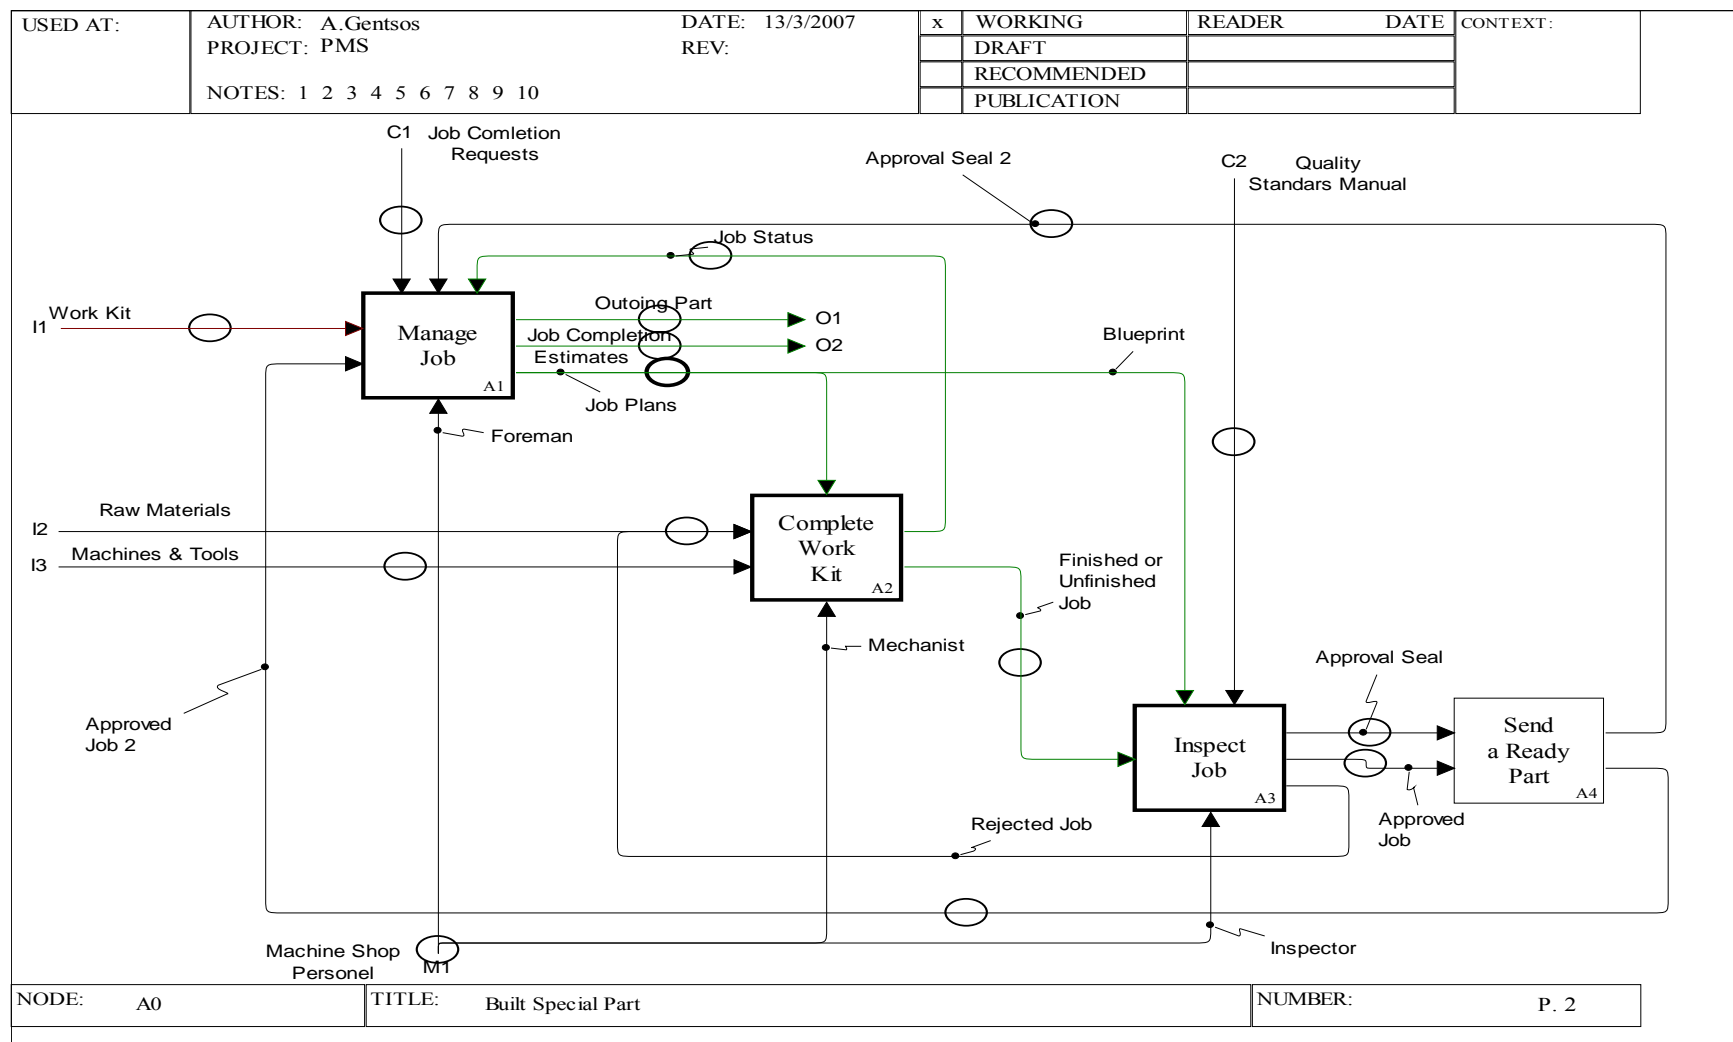 USED AT:
AUTHOR: A.Gentsos
DATE: 13/3/2007
x WORKING
READER DATE
CONTEXT:
PROJECT: PMS
REV:
DRAFT
RECOMMENDED
NOTES: 1 2 3 4 5 6 7 8 9 10
PUBLICATION
C1 Job Comletion
Requests
Approval Seal 2
C2 Quality
Standars Manual
Job Status
I1 Work Kit
Outoing Part
O1
Manage
Job
A1
Job Completion
Estimates
O2
Blueprint
Job Plans
Foreman
Raw Materials
I2
Machines & Tools
I3
Complete
Work
Kit
A2
Finished or
Unfinished
Job
Mechanist
Approval Seal
Approved
Job 2
Inspect
Job
A3
Send
a Ready
Part
A4
Rejected Job
Approved
Job
Machine Shop
Personel
M1
Inspector
NODE: A0
TITLE: Built Special Part
NUMBER: P. 2